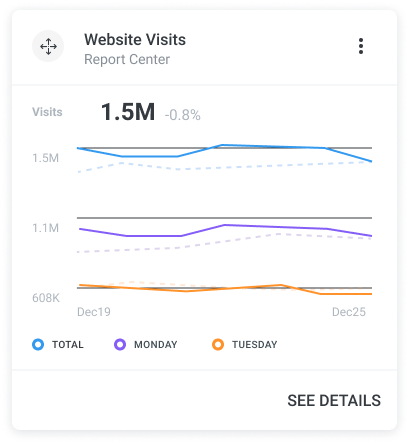 Website Visits
Report Center
Visits 1.5M -0.8%
1.5M
1.1M
608K
Dec19 Dec25
TOTAL MONDAY TUESDAY
SEE DETAILS